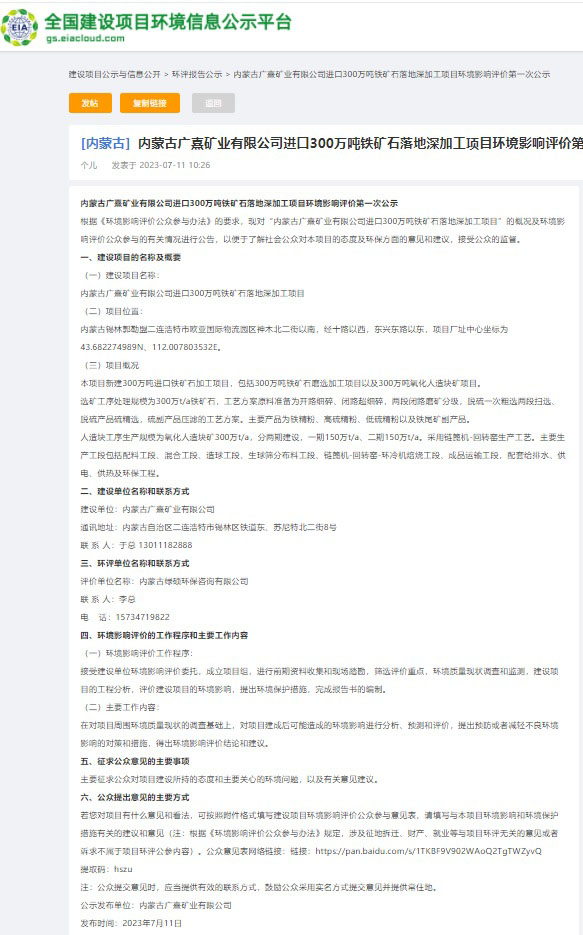 EIA
全国建设项目环境信息公示平台
gs.eiacloud.com
建设项目公示与信息公开 > 环评报告公示 > 内蒙古广熹矿业有限公司进口300万吨铁矿石落地深加工项目环境影响评价第一次公示
发帖 复制链接 返回
[内蒙古] 内蒙古广熹矿业有限公司进口300万吨铁矿石落地深加工项目环境影响评价第
个儿 发表于 2023-07-11 10:26
内蒙古广熹矿业有限公司进口300万吨铁矿石落地深加工项目环境影响评价第一次公示
根据《环境影响评价公众参与办法》的要求，现对“内蒙古广熹矿业有限公司进口300万吨铁矿石落地深加工项目”的概况及环境影
响评价公众参与的有关情况进行公告，以便于了解社会公众对本项目的态度及环保方面的意见和建议，接受公众的监督。
一、建设项目的名称及概要
（一）建设项目名称：
内蒙古广熹矿业有限公司进口300万吨铁矿石落地深加工项目
（二）项目位置：
内蒙古锡林郭勒盟二连浩特市欧亚国际物流园区神木北二街以南，经十路以西，东兴东路以东，项目厂址中心坐标为
43.682274989N、112.007803532E。
（三）项目概况
本项目新建300万吨进口铁矿石加工项目，包括300万吨铁矿石磨选加工项目以及300万吨氧化人造块矿项目。
选矿工序处理规模为300万t/a铁矿石，工艺方案原料准备为开路细碎、闭路超细碎，两段闭路磨矿分级，脱硫一次粗选两段扫选、
脱硫产品硫精选，硫副产品压滤的工艺方案。主要产品为铁精粉、高硫精粉、低硫精粉以及铁尾矿副产品。
人造块工序生产规模为氧化人造块矿300万t/a，分两期建设，一期150万t/a、二期150万t/a。采用链篦机-回转窑生产工艺。主要生
产工段包括配料工段、混合工段、造球工段、生球筛分布料工段、链篦机-回转窑-环冷机焙烧工段、成品运输工段，配套给排水、供
电、供热及环保工程。
二、建设单位名称和联系方式
建设单位：内蒙古广熹矿业有限公司
通讯地址：内蒙古自治区二连浩特市锡林区铁道东、苏尼特北二街8号
联 系 人：于总 13011182888
三、环评单位名称和联系方式
评价单位名称：内蒙古绿硕环保咨询有限公司
联 系 人：李总
电 话：15734719822
四、环境影响评价的工作程序和主要工作内容
（一）环境影响评价工作程序：
接受建设单位环境影响评价委托，成立项目组，进行前期资料收集和现场踏勘，筛选评价重点，环境质量现状调查和监测，建设项
目的工程分析，评价建设项目的环境影响，提出环境保护措施，完成报告书的编制。
（二）主要工作内容：
在对项目周围环境质量现状的调查基础上，对项目建成后可能造成的环境影响进行分析、预测和评价，提出预防或者减轻不良环境
影响的对策和措施，得出环境影响评价结论和建议。
五、征求公众意见的主要事项
主要征求公众对项目建设所持的态度和主要关心的环境问题，以及有关意见建议。
六、公众提出意见的主要方式
若您对项目有什么意见和看法，可按照附件格式填写建设项目环境影响评价公众参与意见表，请填写与本项目环境影响和环境保护
措施有关的建议和意见（注：根据《环境影响评价公众参与办法》规定，涉及征地拆迁、财产、就业等与项目环评无关的意见或者
诉求不属于项目环评公参内容）。公众意见表网络链接：链接：https://pan.baidu.com/s/1TKBF9V902WAoQ2TgTWZyvQ
提取码：hszu
注：公众提交意见时，应当提供有效的联系方式，鼓励公众采用实名方式提交意见并提供常住地。
公示发布单位：内蒙古广熹矿业有限公司
发布时间：2023年7月11日